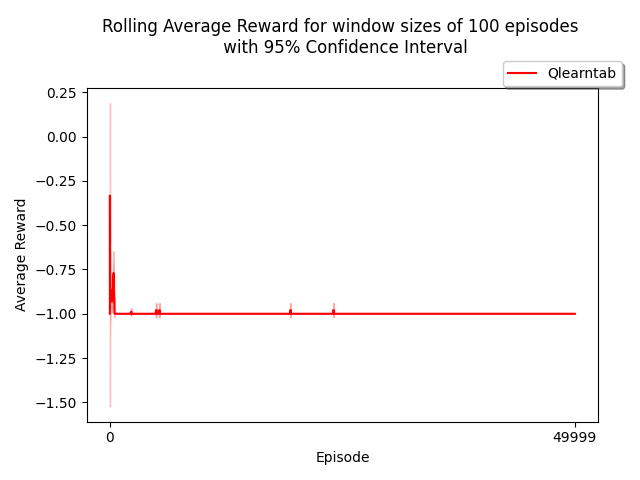 Rolling Average Reward for window sizes of 100 episodes
with 95% Confidence Interval
Qlearntab
0.25
0.00
−0.25
−0.50
−0.75
−1.00
−1.25
−1.50
Average Reward
0
49999
Episode